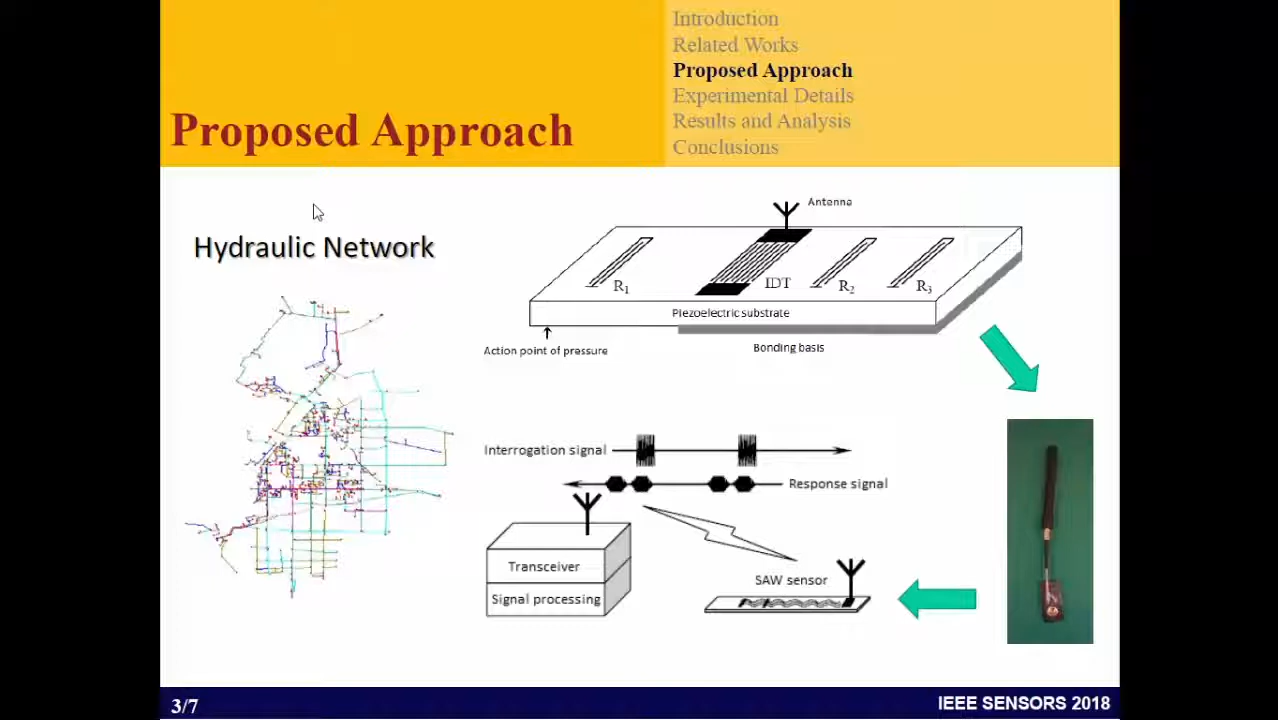 Introduction
Related Works
Proposed Approach
Experimental Details
Results and Analysis
Conclusions
Proposed Approach
Hydraulic Network
Antenna
R1
IDT
R2
R3
Piezoelectric substrate
Action point of pressure
Bonding basis
Interrogation signal
Response signal
Transceiver
Signal processing
SAW sensor
3/7
IEEE SENSORS 2018